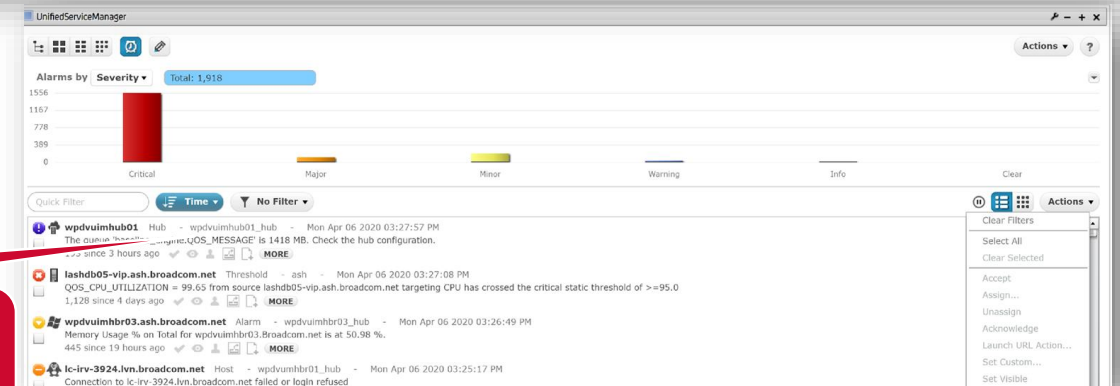 UnifiedServiceManager
Actions ?
Alarms by Severity
Total: 1,918
1556
1167
778
389
0
Critical Major Minor Warning Info Clear
Quick Filter Time No Filter Actions
wpdvuimhub01 Hub - wpdvuimhub01_hub - Mon Apr 06 2020 03:27:57 PM
The queue _engine.QOS_MESSAGE' is 1418 MB. Check the hub configuration.
since 3 hours ago MORE
lashdb05-vip.ash.broadcom.net Threshold - ash - Mon Apr 06 2020 03:27:08 PM
QOS_CPU_UTILIZATION = 99.65 from source lashdb05-vip.ash.broadcom.net targeting CPU has crossed the critical static threshold of >=95.0
1,128 since 4 days ago MORE
wpdvuimhbr03.ash.broadcom.net Alarm - wpdvuimhbr03_hub - Mon Apr 06 2020 03:26:49 PM
Memory Usage % on Total for wpdvuimhbr03.Broadcom.net is at 50.98 %.
445 since 19 hours ago MORE
lc-irv-3924.lvn.broadcom.net Host - wpdvumhbr01_hub - Mon Apr 06 2020 03:25:17 PM
Connection to lc-irv-3924.lvn.broadcom.net failed or login refused
Clear Filters
Select All
Clear Selected
Accept
Assign...
Unassign
Acknowledge
Launch URL Action...
Set Custom...
Set Visible